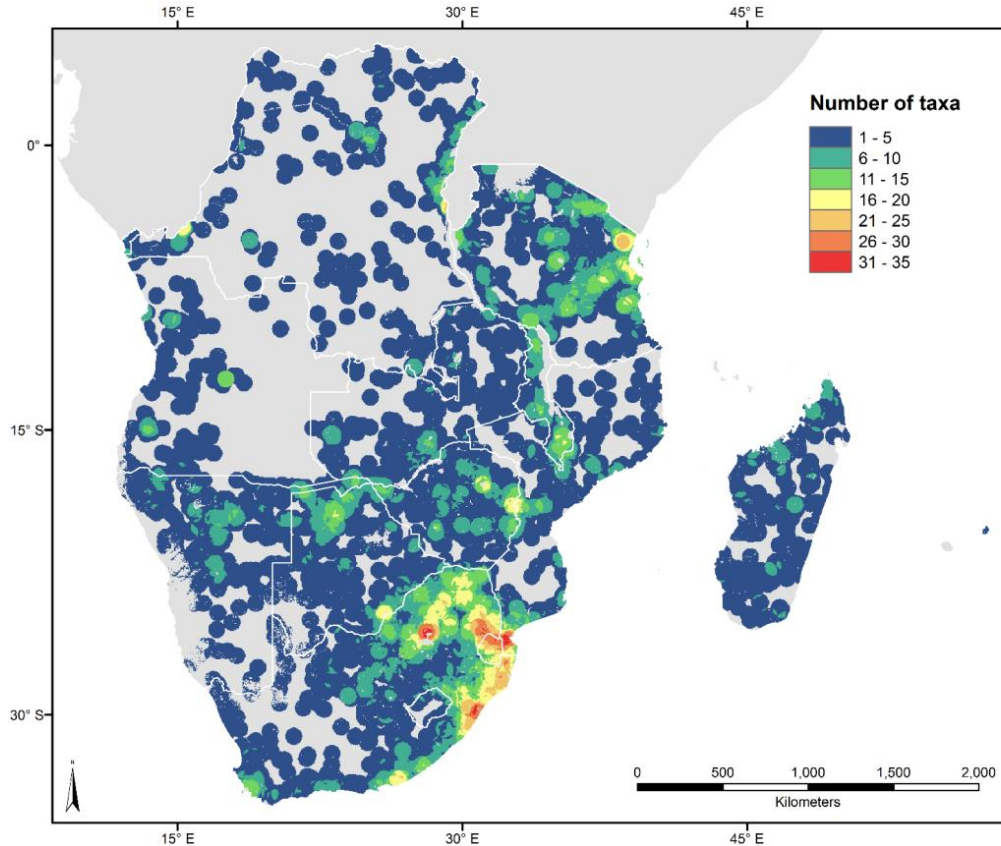 15° E 30° E 45° E
Number of taxa
1 - 5
6 - 10
11 - 15
16 - 20
21 - 25
26 - 30
31 - 35
0°
15° S
30° S
N
0 500 1,000 1,500 2,000
Kilometers
15° E 30° E 45° E